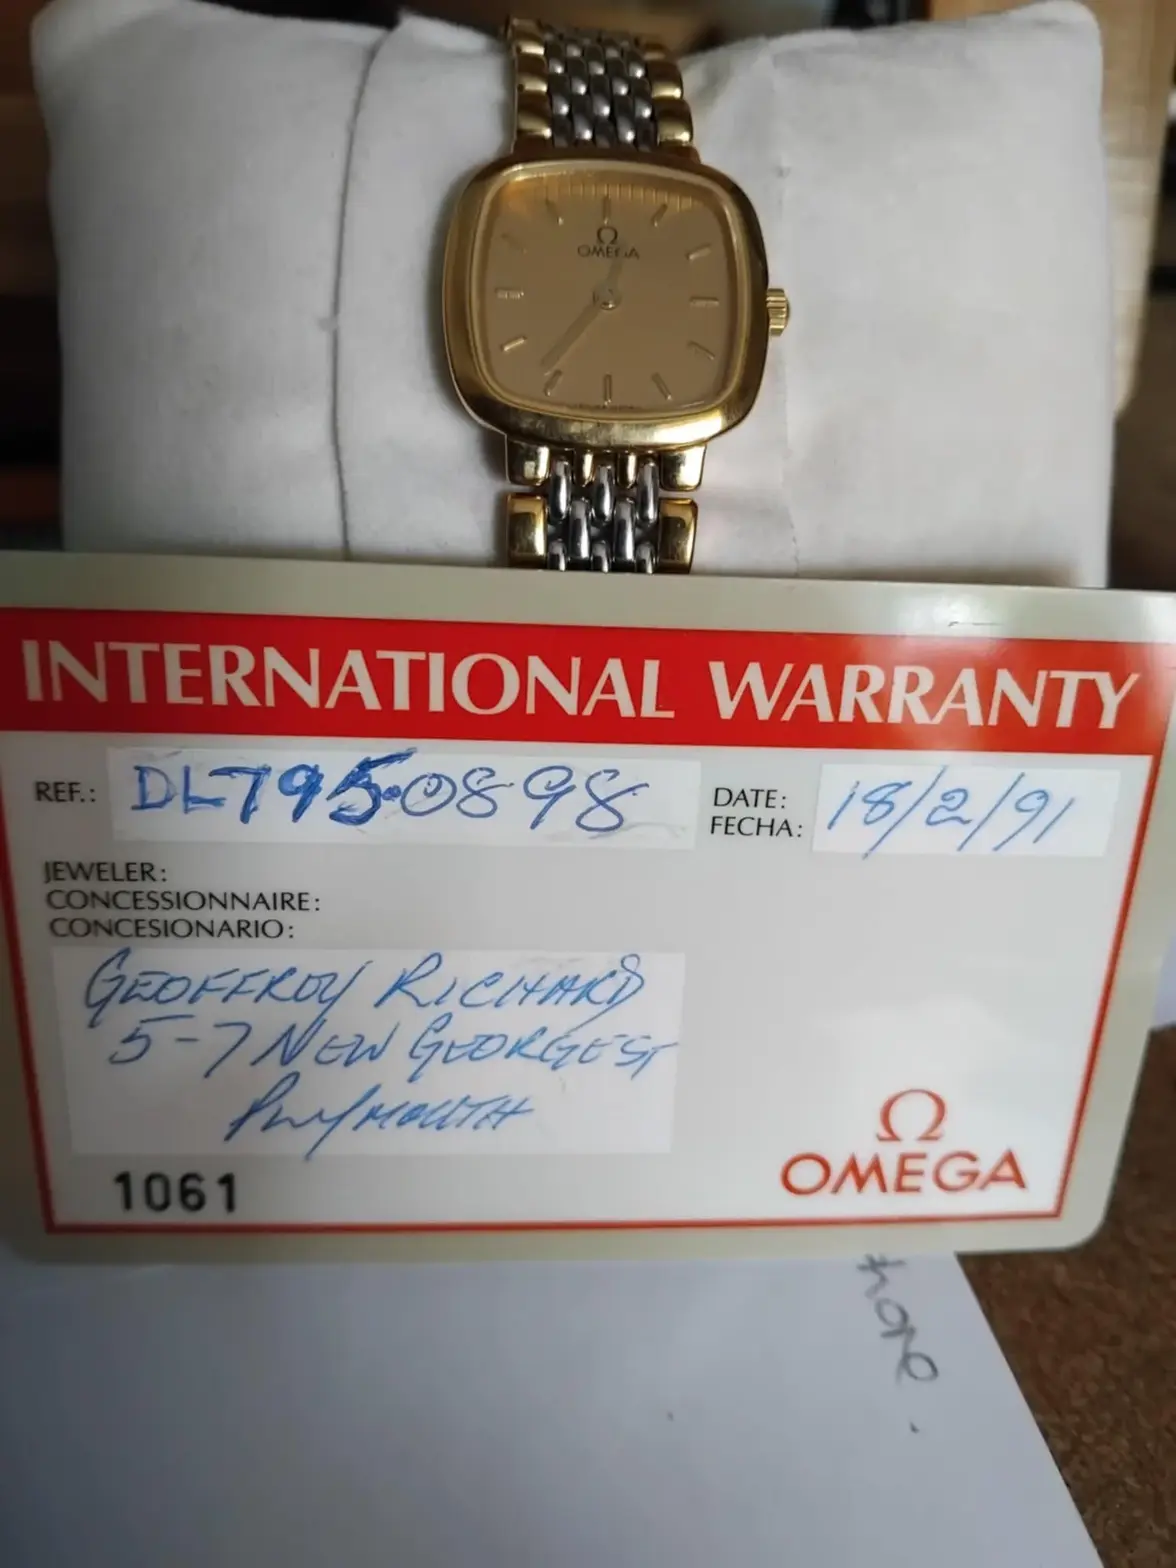 Ω
OMEGA
INTERNATIONAL WARRANTY
REF.: DL795.0898
DATE: 18/2/91
FECHA:
JEWELER:
CONCESSIONNAIRE:
CONCESIONARIO:
GEOFFROY RICHARD
5-7 NEW GEORGE ST
PLYMOUTH
1061
Ω
OMEGA